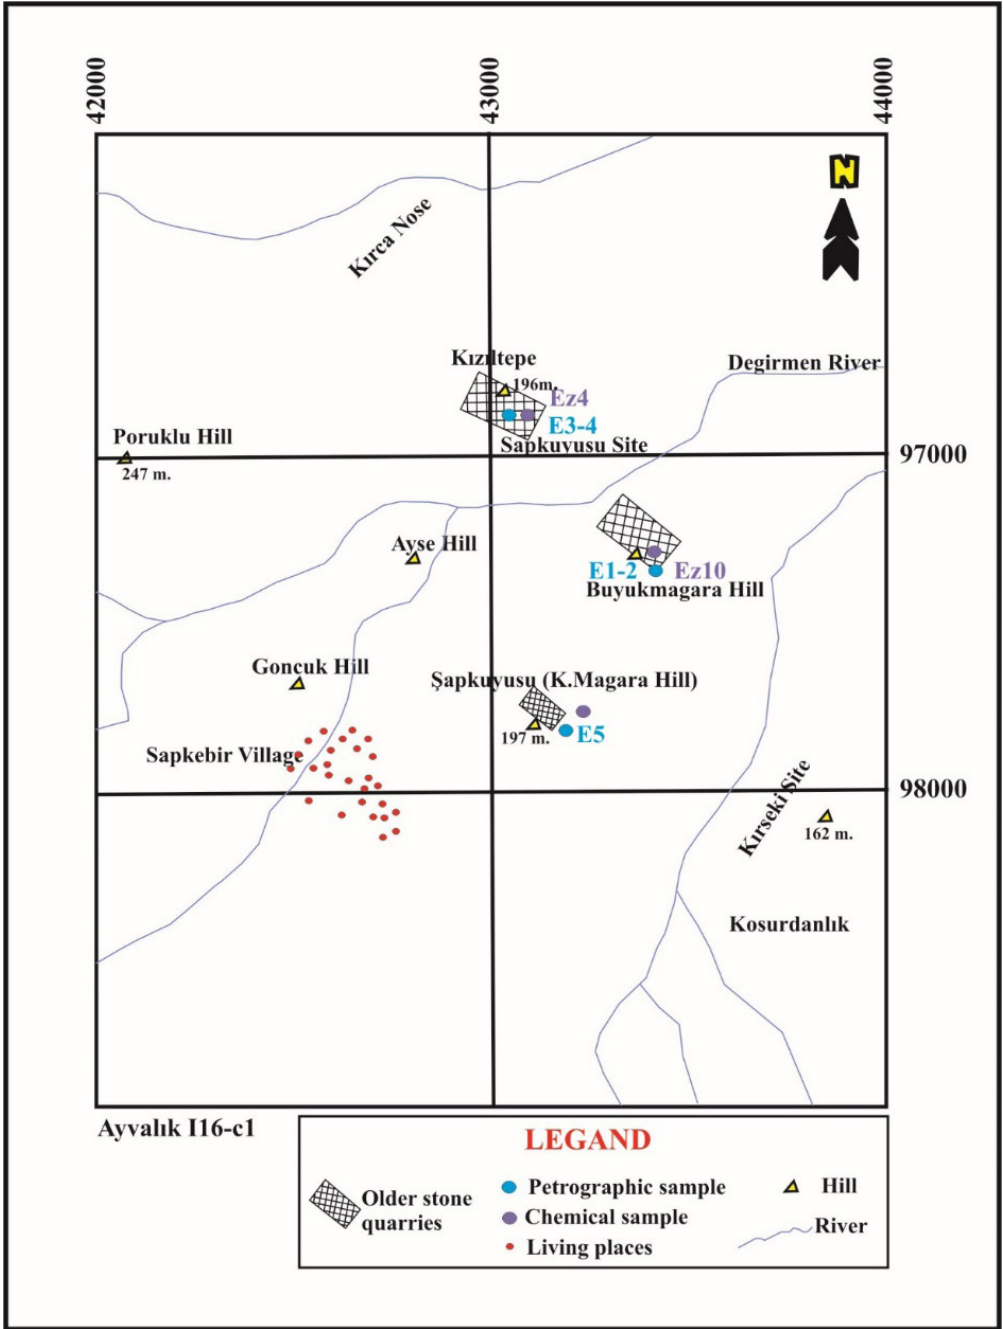 42000
43000
44000
N
Kırca Nose
Kızıltepe
196m.
Degirmen River
Ez4
E3-4
Sapkuyusu Site
Poruklu Hill
247 m.
97000
Ayse Hill
E1-2
Ez10
Buyukmagara Hill
Goncuk Hill
Şapkuyusu (K.Magara Hill)
197 m.
E5
Sapkebir Village
98000
Kırseki Site
162 m.
Kosurdanlık
Ayvalık I16-c1
LEGAND
Older stone
quarries
Petrographic sample
Chemical sample
Living places
Hill
River